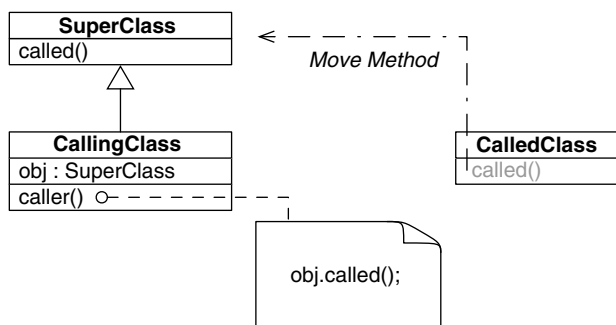 SuperClass
called()
Move Method
CallingClass
obj : SuperClass
caller()
CalledClass
called()
obj.called();